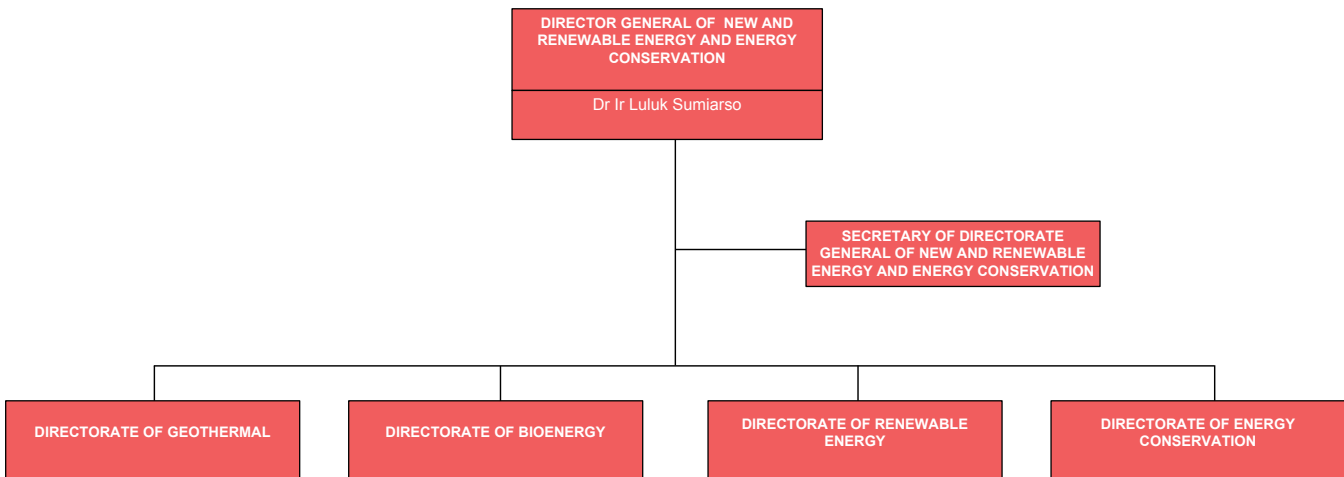 DIRECTOR GENERAL OF NEW AND
RENEWABLE ENERGY AND ENERGY
CONSERVATION
Dr Ir Luluk Sumiarso
SECRETARY OF DIRECTORATE
GENERAL OF NEW AND RENEWABLE
ENERGY AND ENERGY CONSERVATION
DIRECTORATE OF GEOTHERMAL
DIRECTORATE OF BIOENERGY
DIRECTORATE OF RENEWABLE
ENERGY
DIRECTORATE OF ENERGY
CONSERVATION